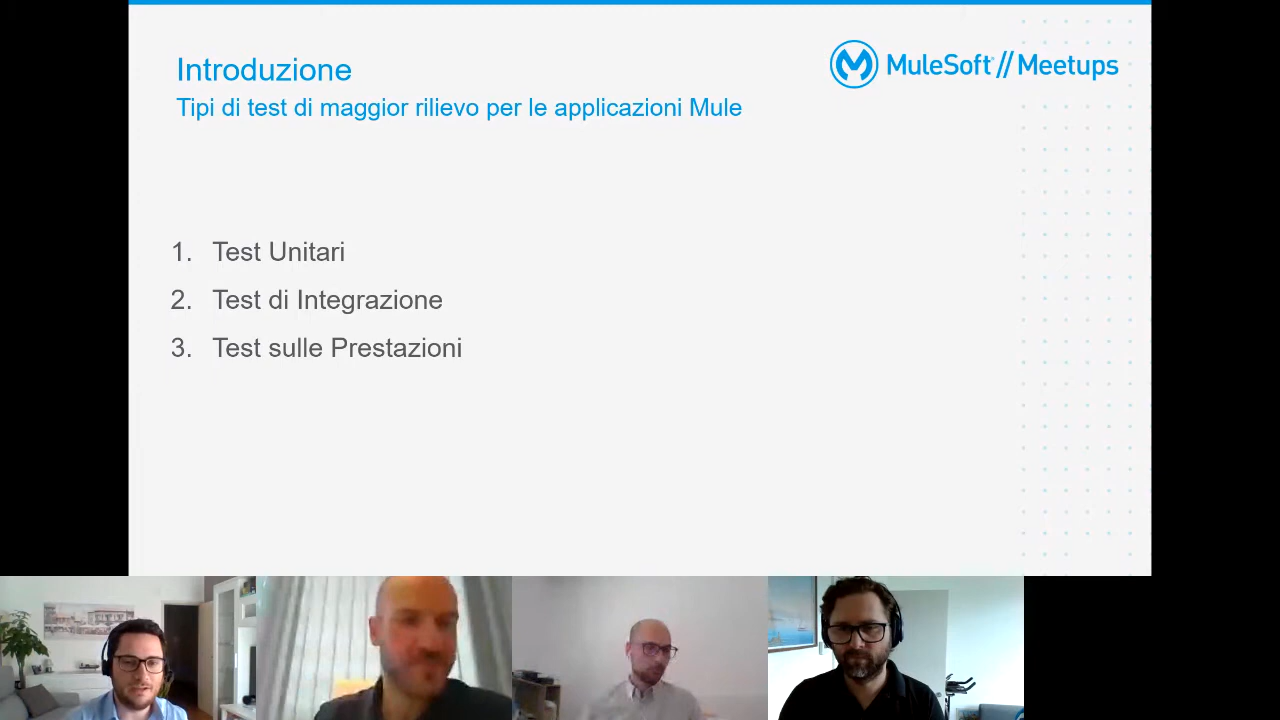 Introduzione
MuleSoft // Meetups
Tipi di test di maggior rilievo per le applicazioni Mule
1. Test Unitari
2. Test di Integrazione
3. Test sulle Prestazioni